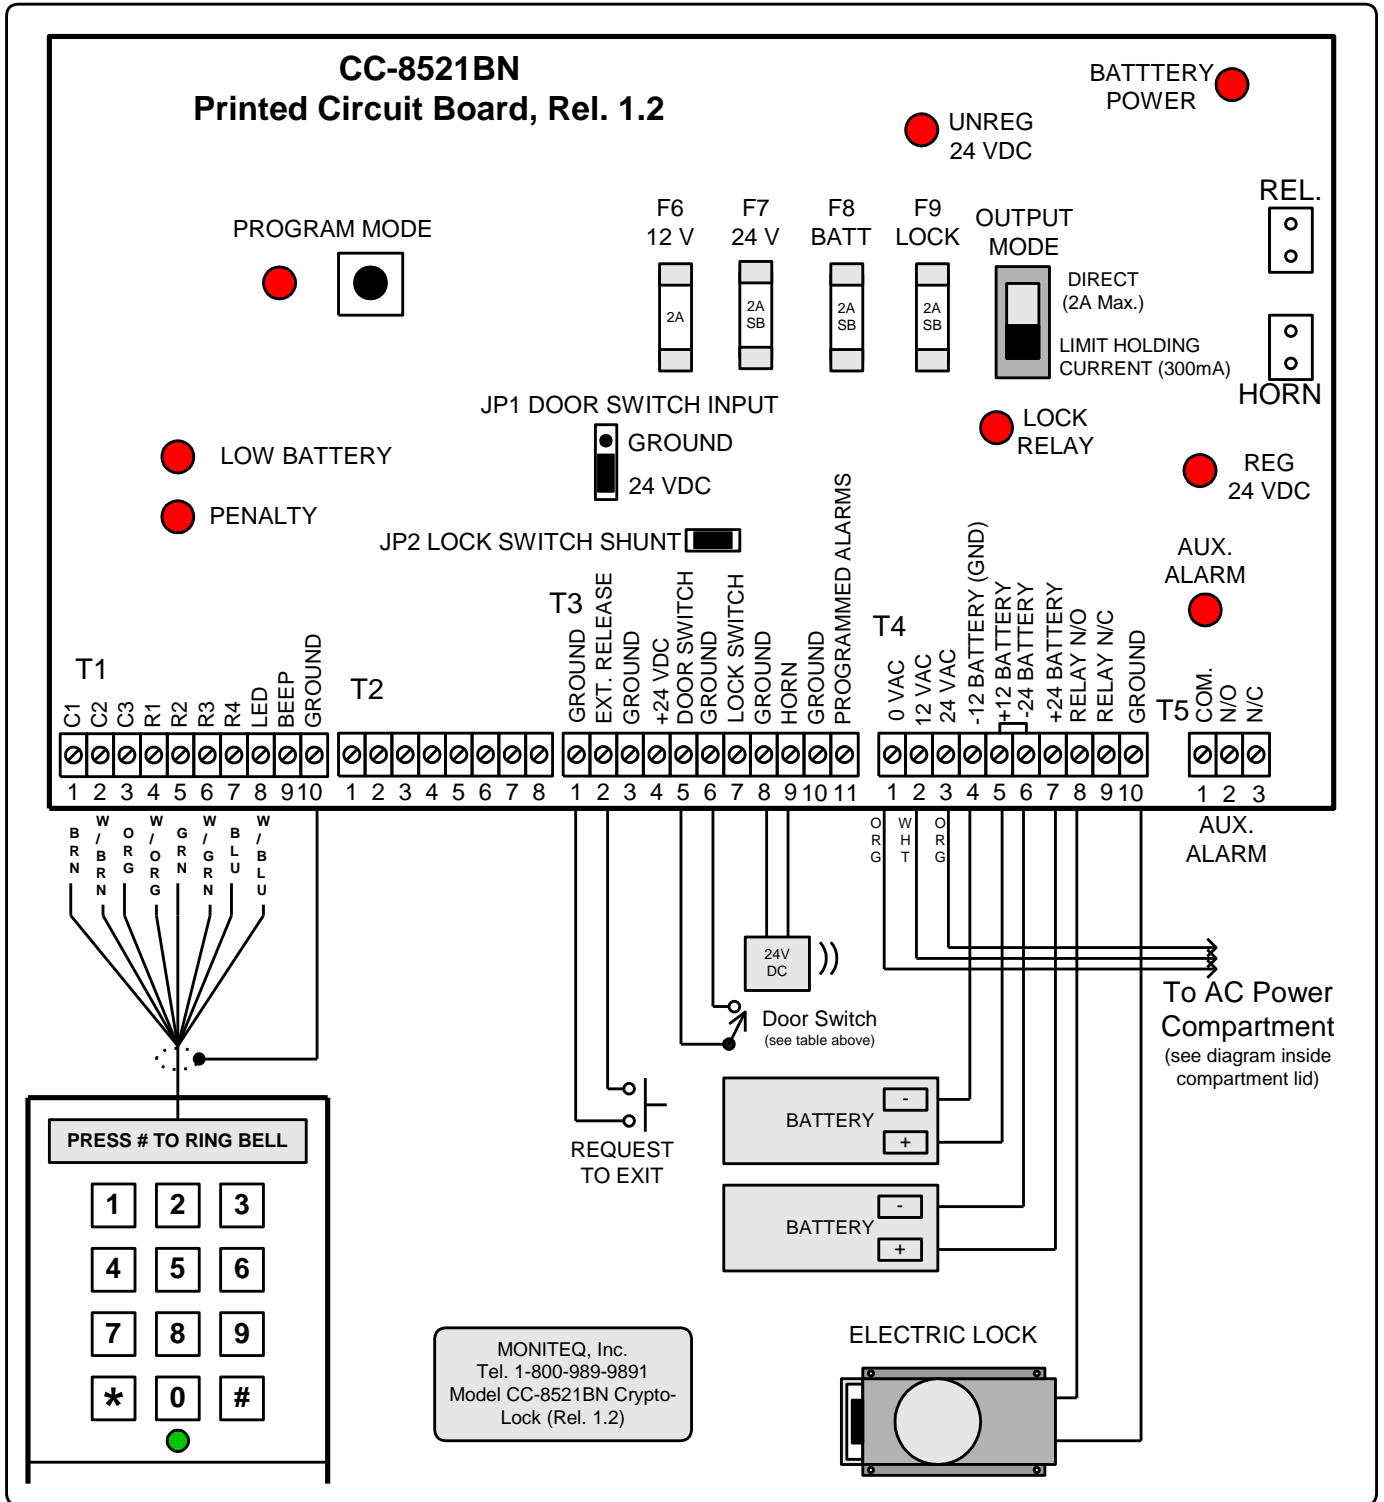 CC-8521BN
Printed Circuit Board, Rel. 1.2
BATTTERY
POWER
UNREG
24 VDC
REL.
PROGRAM MODE
F6
12 V
F7
24 V
F8
BATT
F9
LOCK
OUTPUT
MODE
2A
2A
SB
2A
SB
2A
SB
DIRECT
(2A Max.)
LIMIT HOLDING
CURRENT (300mA)
HORN
JP1 DOOR SWITCH INPUT
GROUND
24 VDC
LOCK
RELAY
LOW BATTERY
PENALTY
REG
24 VDC
JP2 LOCK SWITCH SHUNT
AUX.
ALARM
T1
C1
C2
C3
R1
R2
R3
R4
LED
BEEP
GROUND
T2
T3
GROUND
EXT. RELEASE
GROUND
+24 VDC
DOOR SWITCH
GROUND
LOCK SWITCH
GROUND
HORN
GROUND
PROGRAMMED ALARMS
T4
0 VAC
12 VAC
24 VAC
-12 BATTERY (GND)
+12 BATTERY
-24 BATTERY
+24 BATTERY
RELAY N/O
RELAY N/C
GROUND
T5
COM.
N/O
N/C
1 2 3 4 5 6 7 8 9 10
1 2 3 4 5 6 7 8
1 2 3 4 5 6 7 8 9 10 11
1 2 3 4 5 6 7 8 9 10
1 2 3
AUX.
ALARM
BRN
W/BRN
ORG
W/ORG
GRN
W/GRN
BLU
W/BLU
ORG
WHT
ORG
24V
DC
Door Switch
(see table above)
To AC Power
Compartment
(see diagram inside
compartment lid)
REQUEST
TO EXIT
BATTERY
-
+
BATTERY
-
+
PRESS # TO RING BELL
1 2 3
4 5 6
7 8 9
* 0 #
MONITEQ, Inc.
Tel. 1-800-989-9891
Model CC-8521BN Crypto-
Lock (Rel. 1.2)
ELECTRIC LOCK